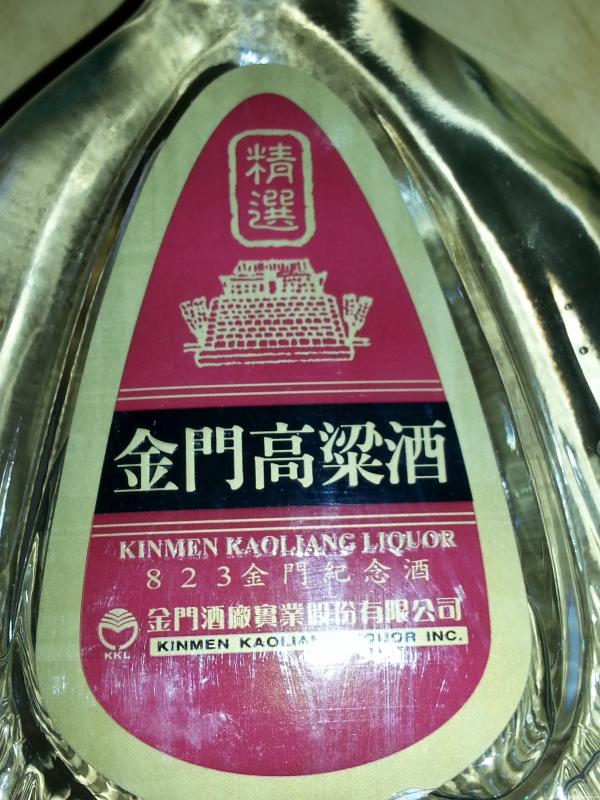 精選
金門高粱酒
KINMEN KAOLIANG LIQUOR
823金門紀念酒
金門酒廠實業股份有限公司
KKL
KINMEN KAOLIANG LIQUOR INC.